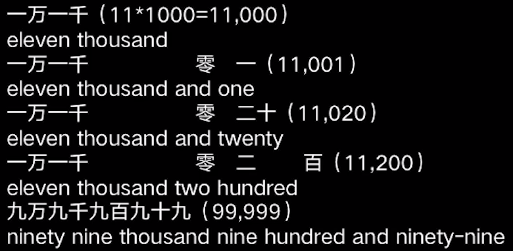 一万一千（11*1000=11,000）
eleven thousand
一万一千 零 一（11,001）
eleven thousand and one
一万一千 零 二十（11,020）
eleven thousand and twenty
一万一千 零 二 百（11,200）
eleven thousand two hundred
九万九千九百九十九（99,999）
ninety nine thousand nine hundred and ninety-nine